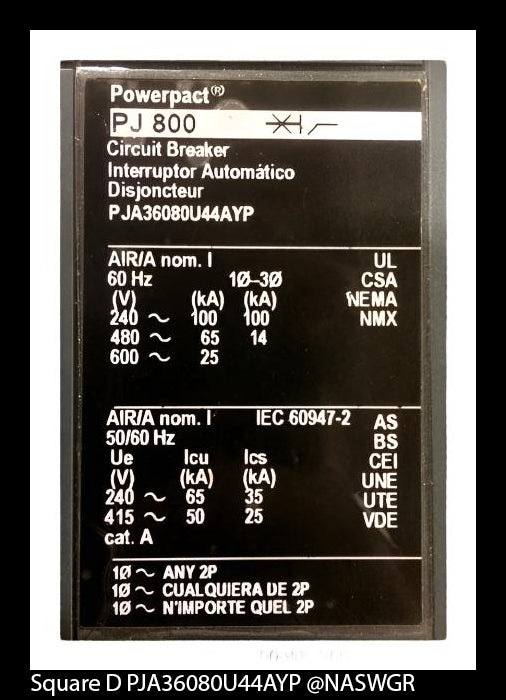 Powerpact®
PJ 800
Circuit Breaker
Interruptor Automático
Disjoncteur
PJA36080U44AYP
AIR/A nom. I UL
60 Hz 1Ø-3Ø CSA
(V) (kA) (kA) NEMA
240 ~ 100 100 NMX
480 ~ 65 14
600 ~ 25
AIR/A nom. I IEC 60947-2 AS
50/60 Hz BS
Ue Icu Ics CEI
(V) (kA) (kA) UNE
240 ~ 65 35 UTE
415 ~ 50 25 VDE
cat. A
1Ø ~ ANY 2P
1Ø ~ CUALQUIERA DE 2P
1Ø ~ N'IMPORTE QUEL 2P
Square D PJA36080U44AYP @NASWGR